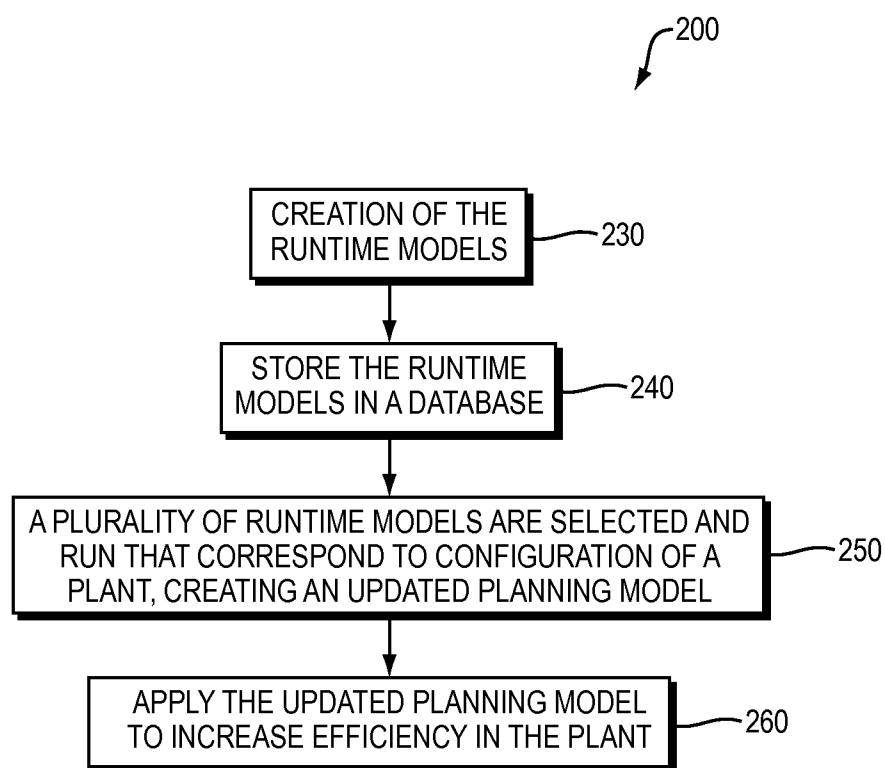 200
CREATION OF THE
RUNTIME MODELS
230
STORE THE RUNTIME
MODELS IN A DATABASE
240
A PLURALITY OF RUNTIME MODELS ARE SELECTED AND
RUN THAT CORRESPOND TO CONFIGURATION OF A
PLANT, CREATING AN UPDATED PLANNING MODEL
250
APPLY THE UPDATED PLANNING MODEL
TO INCREASE EFFICIENCY IN THE PLANT
260